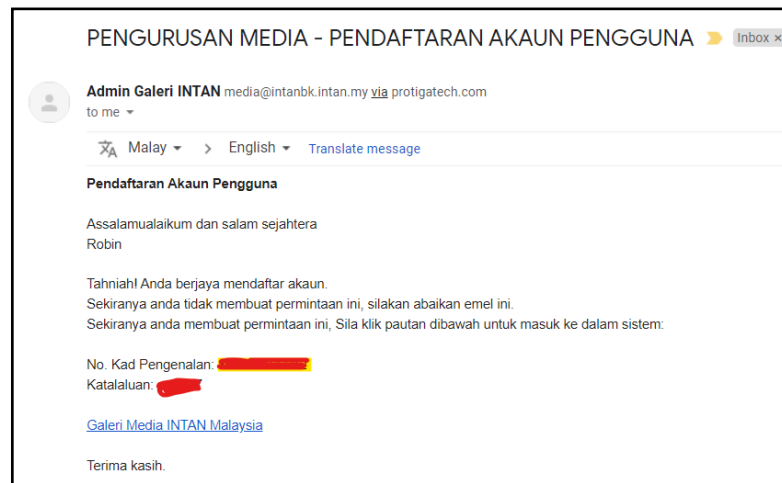 PENGURUSAN MEDIA - PENDAFTARAN AKAUN PENGGUNA Inbox ×
Admin Galeri INTAN media@intanbk.intan.my via protigatech.com
to me
Malay > English Translate message
Pendaftaran Akaun Pengguna
Assalamualaikum dan salam sejahtera
Robin
Tahniah! Anda berjaya mendaftar akaun.
Sekiranya anda tidak membuat permintaan ini, silakan abaikan emel ini.
Sekiranya anda membuat permintaan ini, Sila klik pautan dibawah untuk masuk ke dalam sistem:
No. Kad Pengenalan:
Katalaluan:
Galeri Media INTAN Malaysia
Terima kasih.